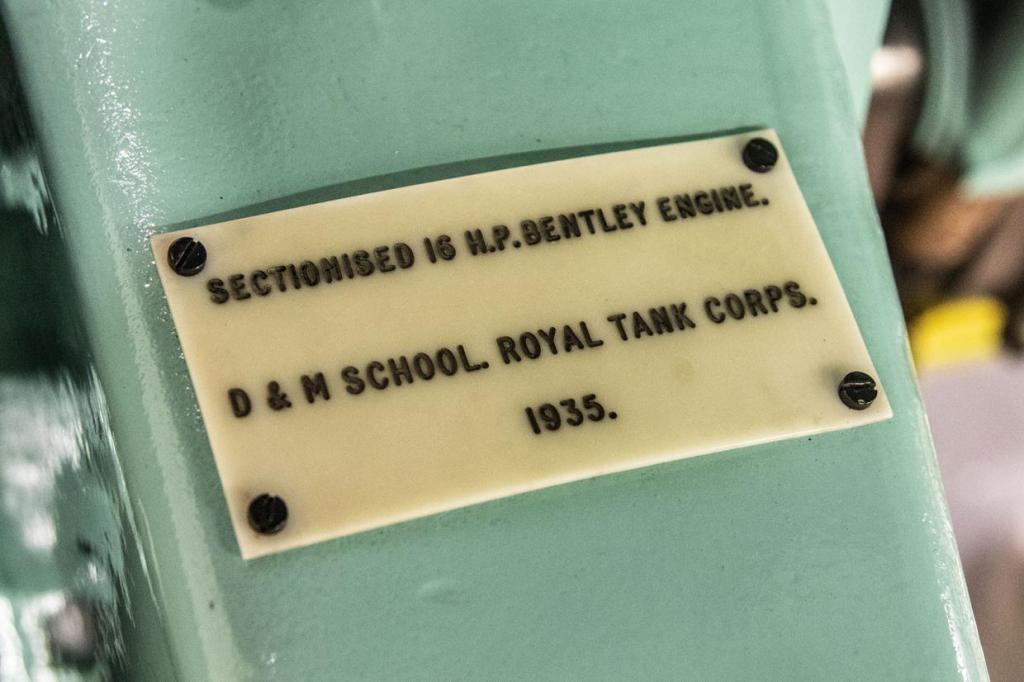 SECTIONISED 16 H.P. BENTLEY ENGINE.
D & M SCHOOL. ROYAL TANK CORPS.
1935.